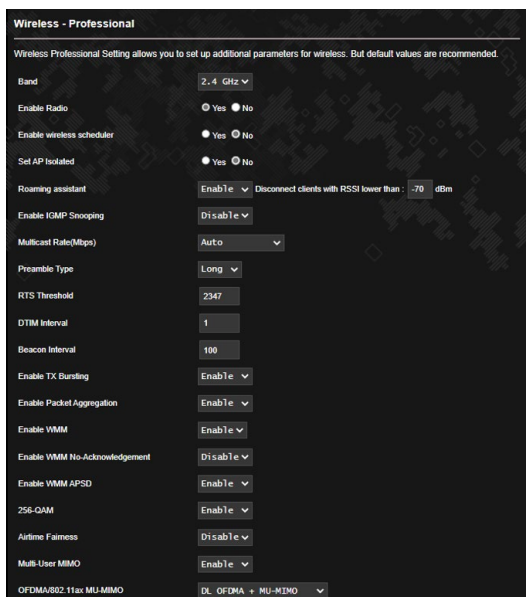 Wireless - Professional
Wireless Professional Setting allows you to set up additional parameters for wireless. But default values are recommended.
Band 2.4 GHz
Enable Radio Yes No
Enable wireless scheduler Yes No
Set AP Isolated Yes No
Roaming assistant Enable Disconnect clients with RSSI lower than : -70 dBm
Enable IGMP Snooping Disable
Multicast Rate(Mbps) Auto
Preamble Type Long
RTS Threshold 2347
DTIM Interval 1
Beacon Interval 100
Enable TX Bursting Enable
Enable Packet Aggregation Enable
Enable WMM Enable
Enable WMM No-Acknowledgement Disable
Enable WMM APSD Enable
256-QAM Enable
Airtime Fairness Disable
Multi-User MIMO Enable
OFDMA/802.11ax MU-MIMO DL OFDMA + MU-MIMO